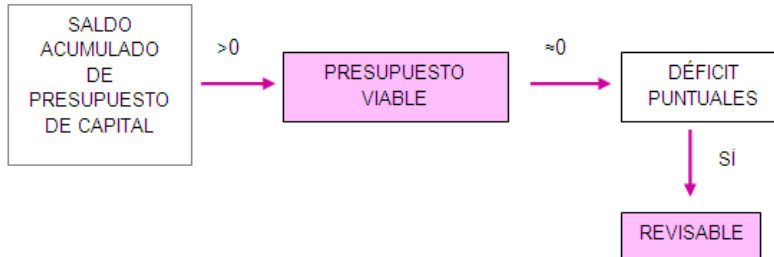 SALDO
ACUMULADO
DE
PRESUPUESTO
DE CAPITAL
>0
PRESUPUESTO
VIABLE
≈0
DÉFICIT
PUNTUALES
SÍ
REVISABLE